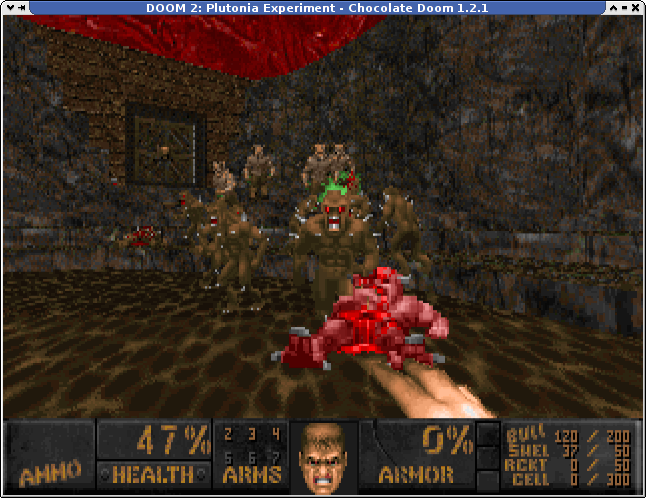 DOOM 2: Plutonia Experiment - Chocolate Doom 1.2.1
47% 2 3 4 0% BULL 120 / 200
SHEL 37 / 50
5 6 7 RCKT 0 / 50
AMMO HEALTH ARMS ARMOR CELL 0 / 300